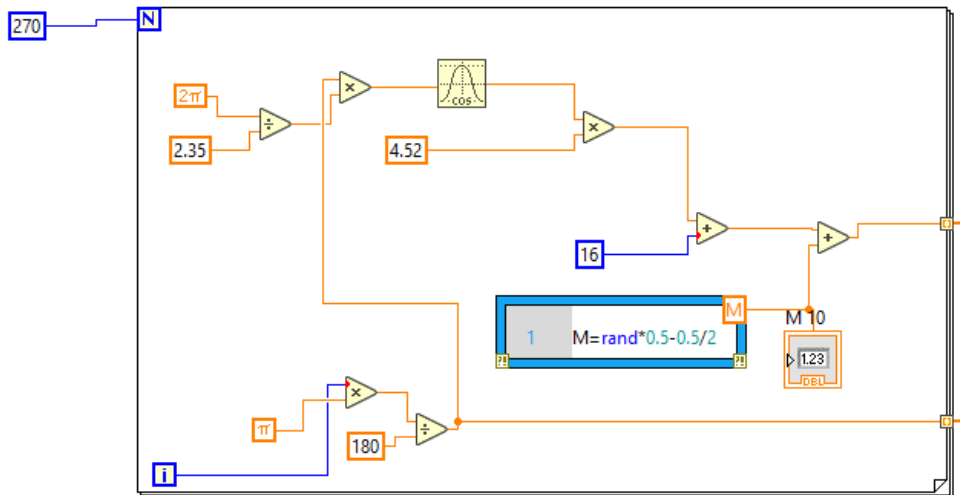 270
N
2π
÷
2.35
×
COS
4.52
×
+
16
+
M
1
M=rand*0.5-0.5/2
?!
?!
M 10
1.23
DBL
×
π
÷
180
i